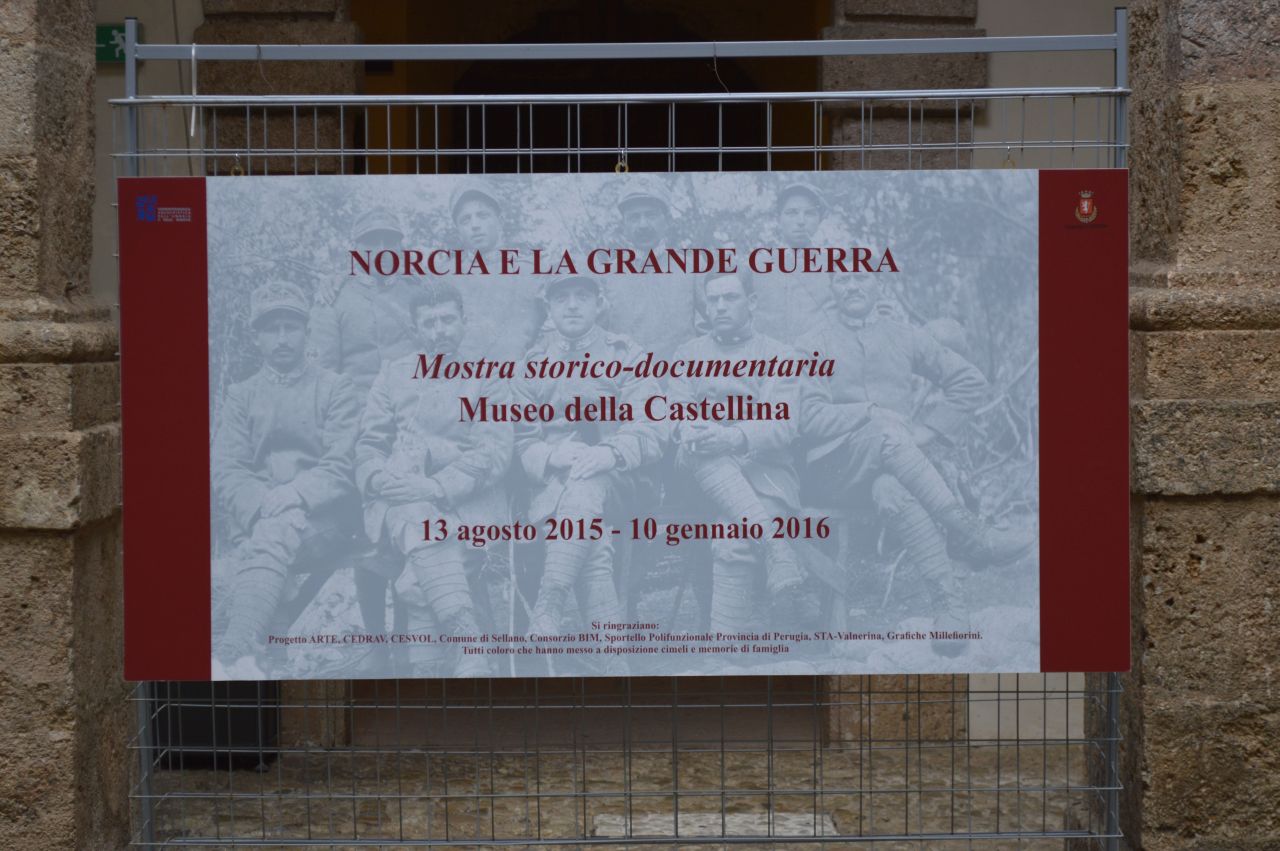 NORCIA E LA GRANDE GUERRA
Mostra storico-documentaria
Museo della Castellina
13 agosto 2015 - 10 gennaio 2016
Si ringraziano:
Progetto ARTE, CEDRAV, CESVOL, Comune di Sellano, Consorzio BIM, Sportello Polifunzionale Provincia di Perugia, STA-Valnerina, Grafiche Millefiorini.
Tutti coloro che hanno messo a disposizione cimeli e memorie di famiglia